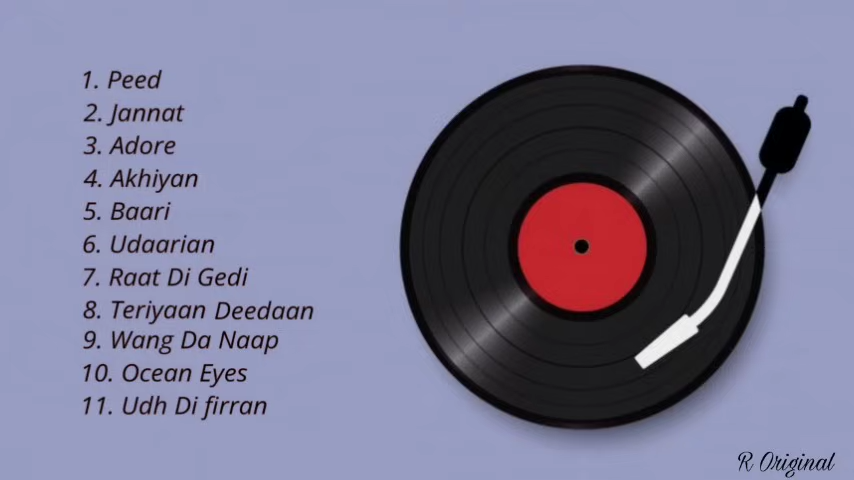 1. Peed
2. Jannat
3. Adore
4. Akhiyan
5. Baari
6. Udaarian
7. Raat Di Gedi
8. Teriyaan Deedaan
9. Wang Da Naap
10. Ocean Eyes
11. Udh Di firran
R Original